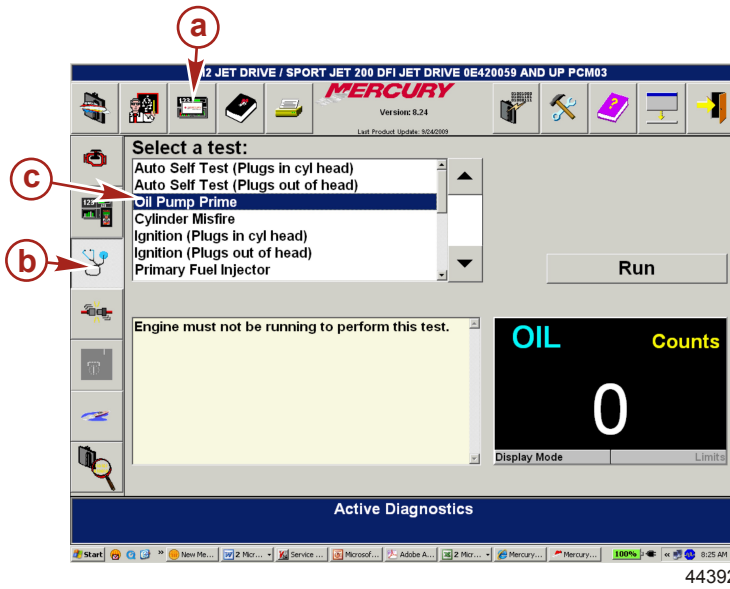 a
M2 JET DRIVE / SPORT JET 200 DFI JET DRIVE 0E420059 AND UP PCM03
MERCURY
Version: 8.24
Last Product Update: 9/24/2009
Select a test:
Auto Self Test (Plugs in cyl head)
Auto Self Test (Plugs out of head)
c
Oil Pump Prime
Cylinder Misfire
Ignition (Plugs in cyl head)
Ignition (Plugs out of head)
b
Primary Fuel Injector
Run
Engine must not be running to perform this test.
OIL
Counts
0
Display Mode
Limits
Active Diagnostics
Start
New Me...
2 Micr...
Service ...
Microsof...
Adobe A...
2 Micr...
Mercury...
Mercury...
100%
8:25 AM
44392